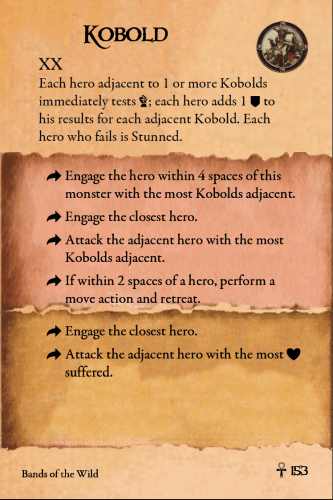 Kobold
XX
Each hero adjacent to 1 or more Kobolds
immediately tests ; each hero adds 1 to
his results for each adjacent Kobold. Each
hero who fails is Stunned.
Engage the hero within 4 spaces of this
monster with the most Kobolds adjacent.
Engage the closest hero.
Attack the adjacent hero with the most
Kobolds adjacent.
If within 2 spaces of a hero, perform a
move action and retreat.
Engage the closest hero.
Attack the adjacent hero with the most ♥
suffered.
Bands of the Wild
☥ 153